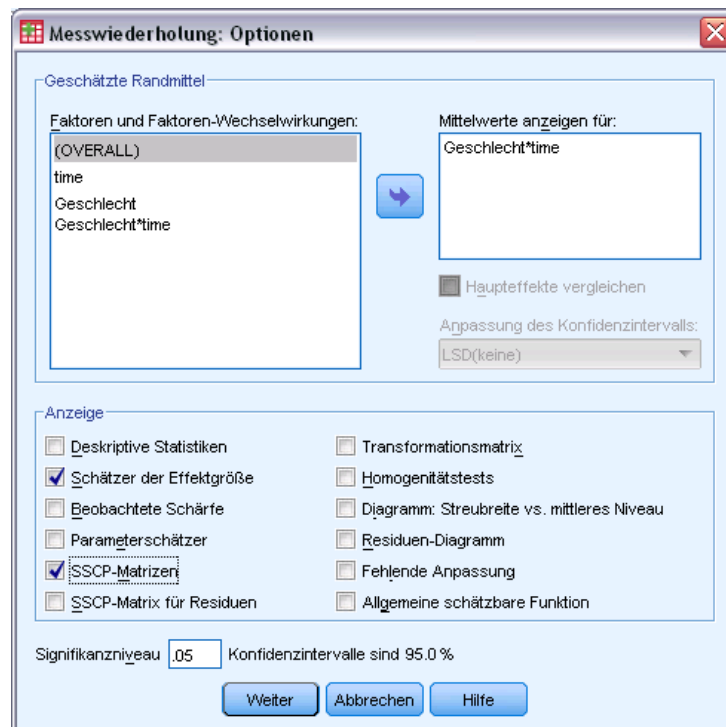 Messwiederholung: Optionen
Geschätzte Randmittel
Faktoren und Faktoren-Wechselwirkungen:
(OVERALL)
time
Geschlecht
Geschlecht*time
Mittelwerte anzeigen für:
Geschlecht*time
Haupteffekte vergleichen
Anpassung des Konfidenzintervalls:
LSD(keine)
Anzeige
Deskriptive Statistiken
Schätzer der Effektgröße
Beobachtete Schärfe
Parameterschätzer
SSCP-Matrizen
SSCP-Matrix für Residuen
Transformationsmatrix
Homogenitätstests
Diagramm: Streubreite vs. mittleres Niveau
Residuen-Diagramm
Fehlende Anpassung
Allgemeine schätzbare Funktion
Signifikanzniveau .05 Konfidenzintervalle sind 95.0 %
Weiter Abbrechen Hilfe